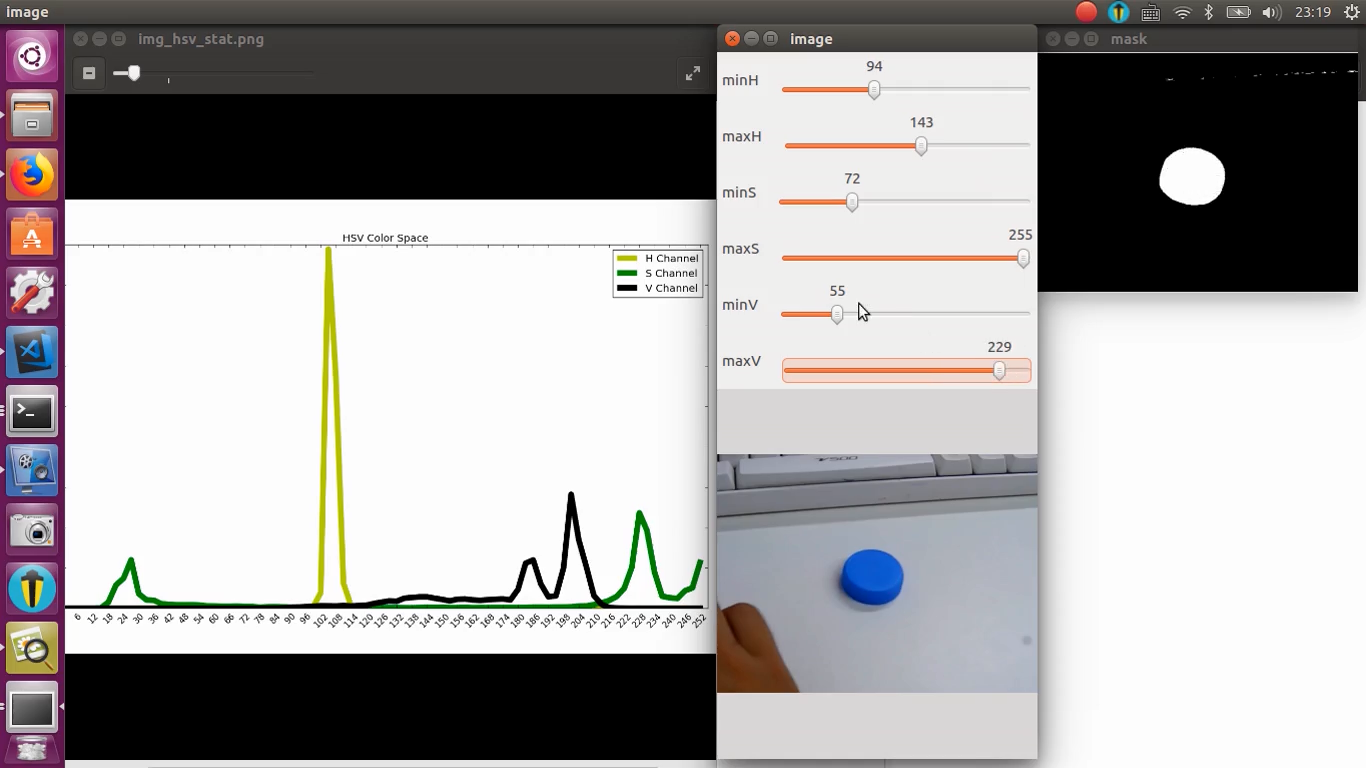 image
23:19
img_hsv_stat.png
image
mask
HSV Color Space
H Channel
S Channel
V Channel
6 12 18 24 30 36 42 48 54 60 66 72 78 84 90 96 102 108 114 120 126 132 138 144 150 156 162 168 174 180 186 192 198 204 210 216 222 228 234 240 246 252
94
minH
143
maxH
72
minS
255
maxS
55
minV
229
maxV